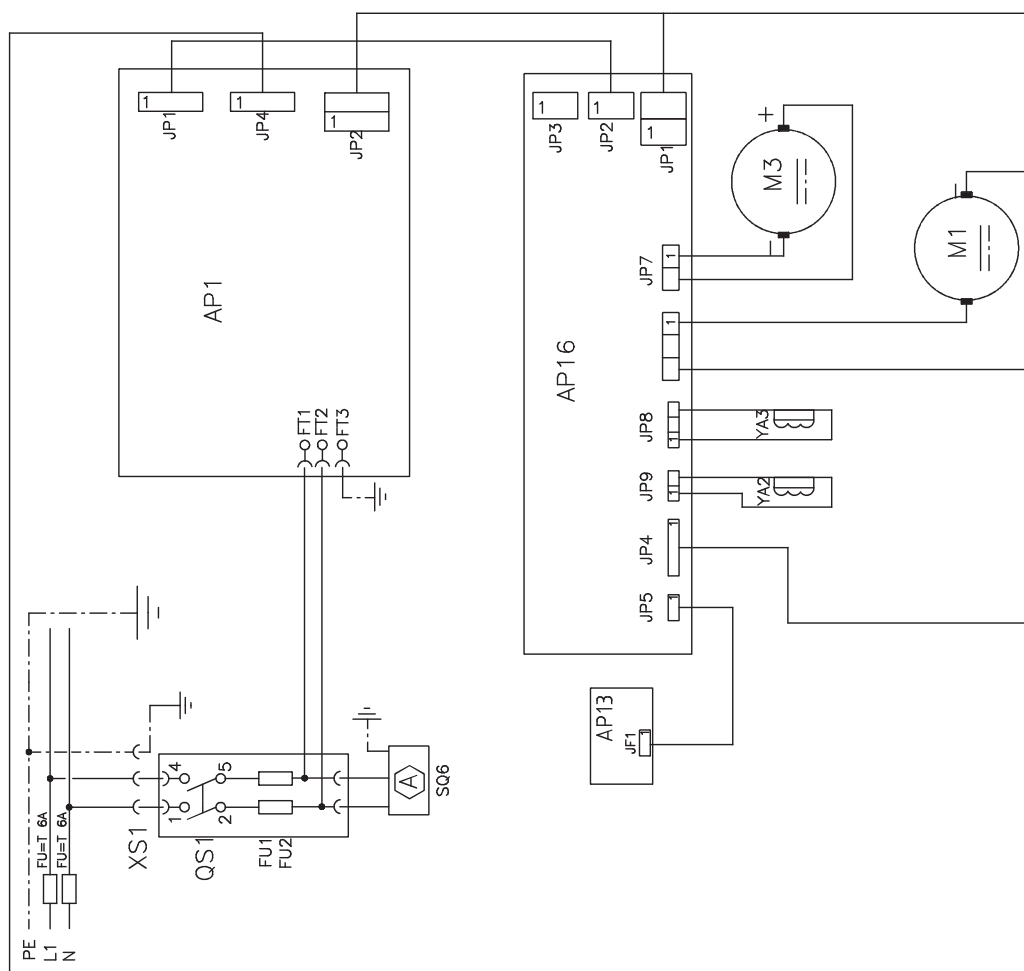 1
JP1
1
JP4
1
JP2
AP1
FT1
FT2
FT3
1
JP3
1
JP2
1
JP1
+
M3
M1
JP7
1
1
AP16
JP8
1
YA3
JP9
1
YA2
JP4
1
JP5
1
AP13
JF1
1
SQ6
4
5
1
2
XS1
QS1
FU1
FU2
FU=T 6A
FU=T 6A
PE
L1
N
A